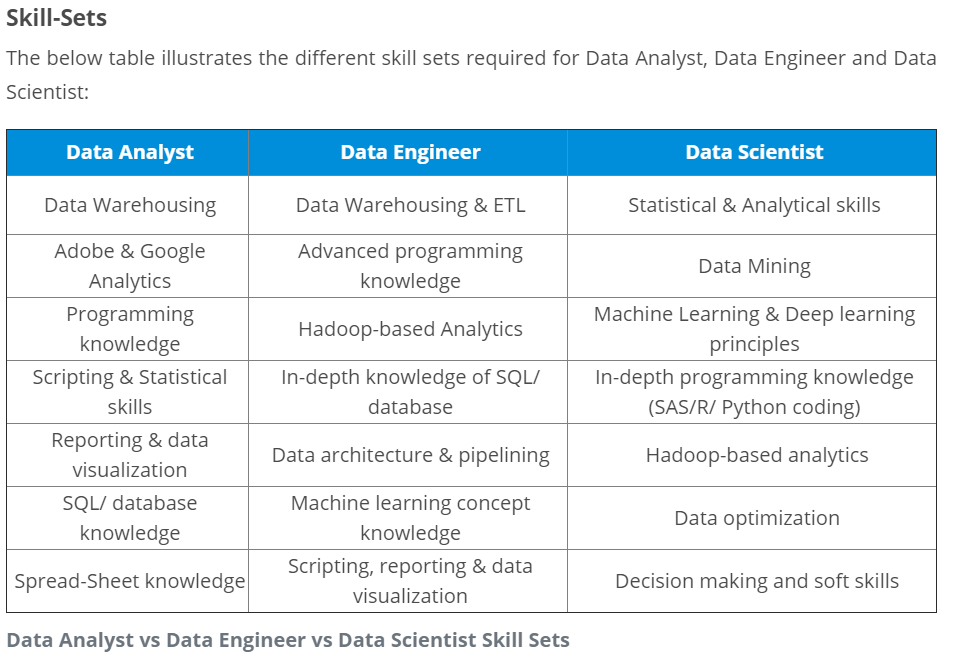 Skill-Sets
The below table illustrates the different skill sets required for Data Analyst, Data Engineer and Data
Scientist:
Data Analyst Data Engineer Data Scientist
Data Warehousing Data Warehousing & ETL Statistical & Analytical skills
Adobe & Google
Analytics
Advanced programming
knowledge
Data Mining
Programming
knowledge
Hadoop-based Analytics
Machine Learning & Deep learning
principles
Scripting & Statistical
skills
In-depth knowledge of SQL/
database
In-depth programming knowledge
(SAS/R/ Python coding)
Reporting & data
visualization
Data architecture & pipelining
Hadoop-based analytics
SQL/ database
knowledge
Machine learning concept
knowledge
Data optimization
Spread-Sheet knowledge
Scripting, reporting & data
visualization
Decision making and soft skills
Data Analyst vs Data Engineer vs Data Scientist Skill Sets